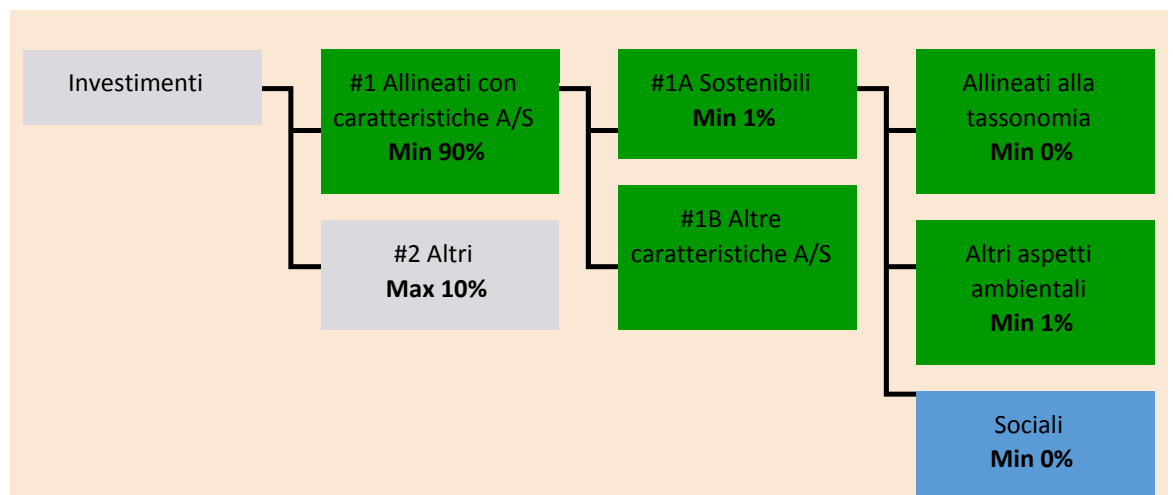 Investimenti
#1 Allineati con
caratteristiche A/S
Min 90%
#2 Altri
Max 10%
#1A Sostenibili
Min 1%
#1B Altre
caratteristiche A/S
Allineati alla
tassonomia
Min 0%
Altri aspetti
ambientali
Min 1%
Sociali
Min 0%